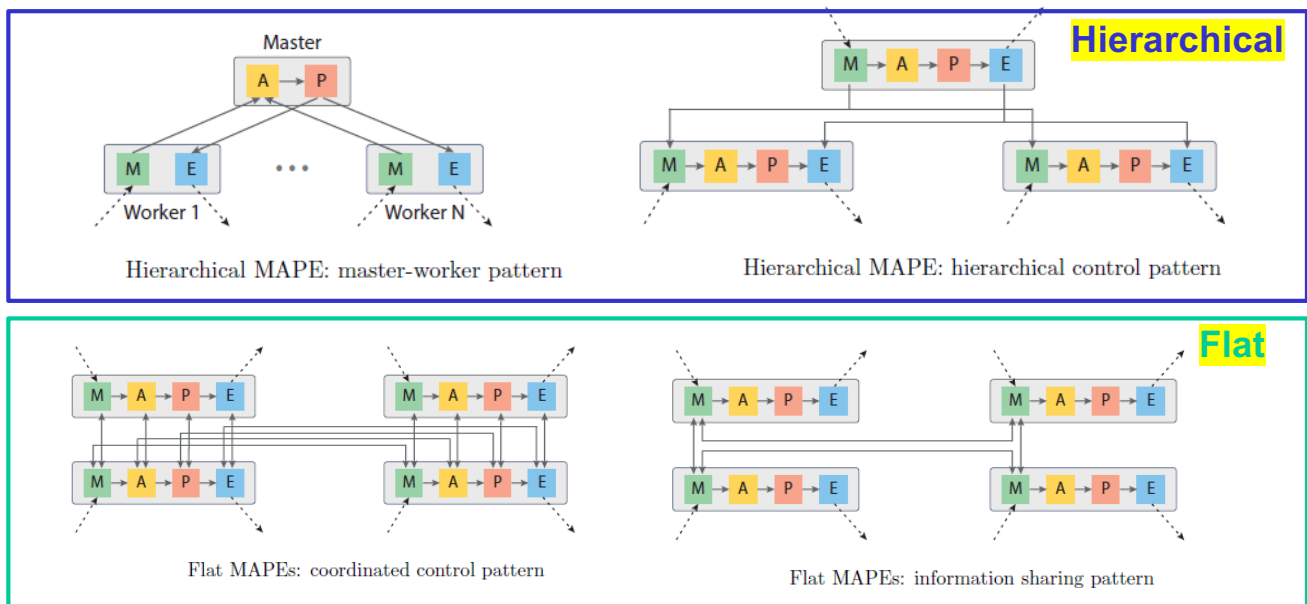 Hierarchical
Master
A P
M E ... M E
Worker 1 Worker N
Hierarchical MAPE: master-worker pattern
M A P E
M A P E M A P E
Hierarchical MAPE: hierarchical control pattern
Flat
M A P E M A P E
M A P E M A P E
Flat MAPEs: coordinated control pattern
M A P E M A P E
M A P E M A P E
Flat MAPEs: information sharing pattern